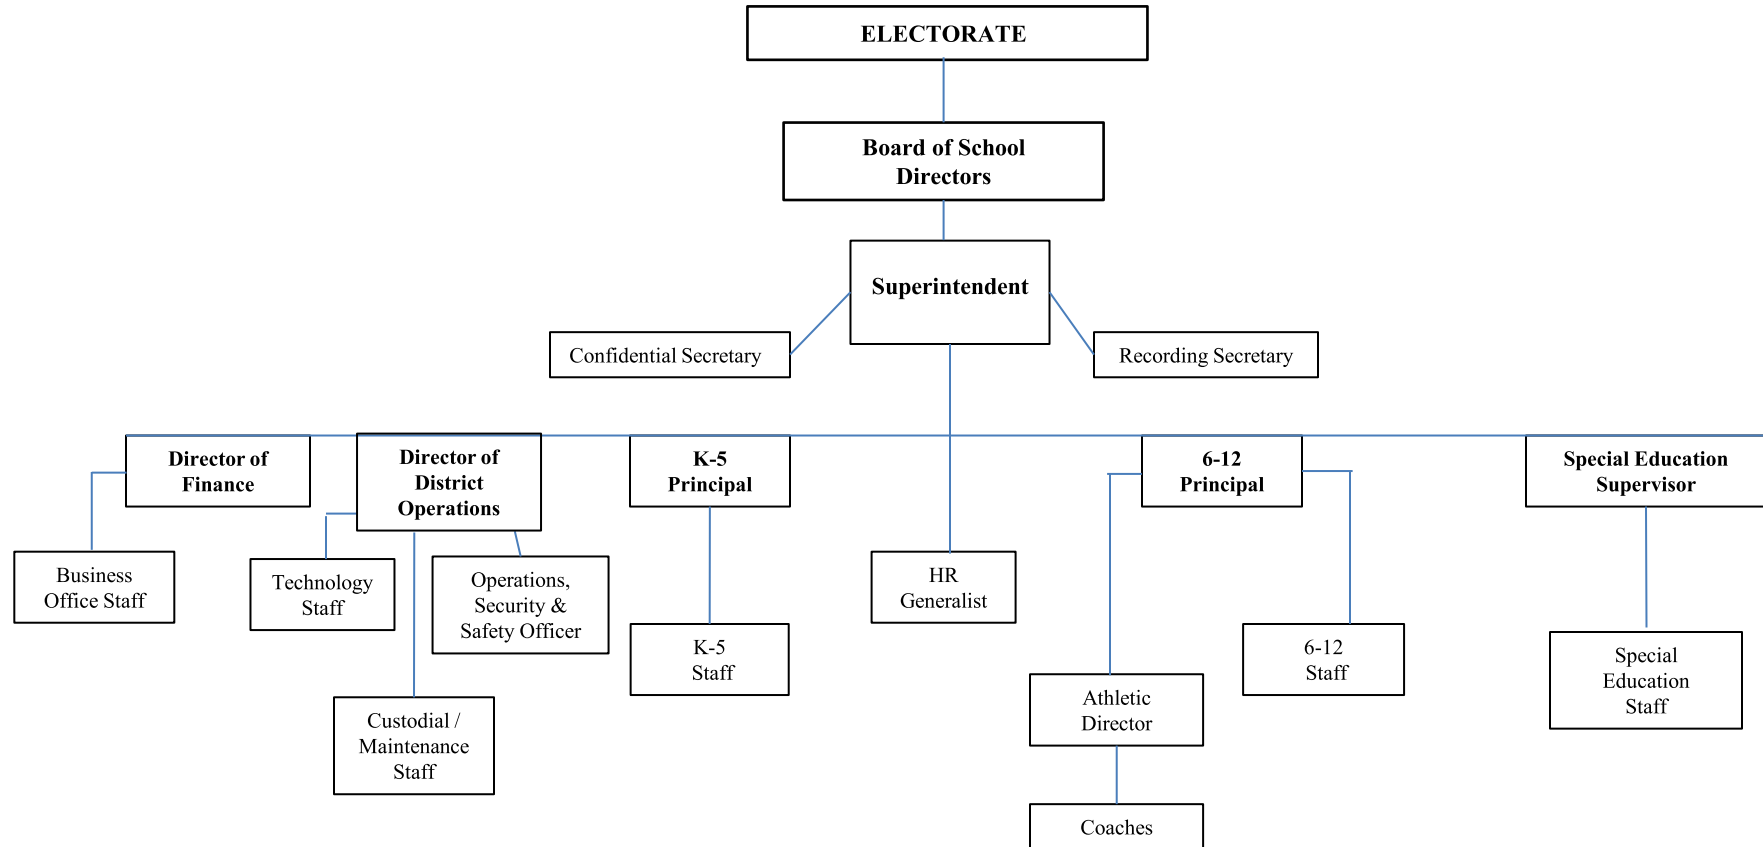 ELECTORATE
Board of School
Directors
Superintendent
Confidential Secretary
Recording Secretary
Director of
Finance
Director of
District
Operations
K-5
Principal
6-12
Principal
Special Education
Supervisor
Business
Office Staff
Technology
Staff
Operations,
Security &
Safety Officer
HR
Generalist
K-5
Staff
6-12
Staff
Special
Education
Staff
Athletic
Director
Custodial /
Maintenance
Staff
Coaches